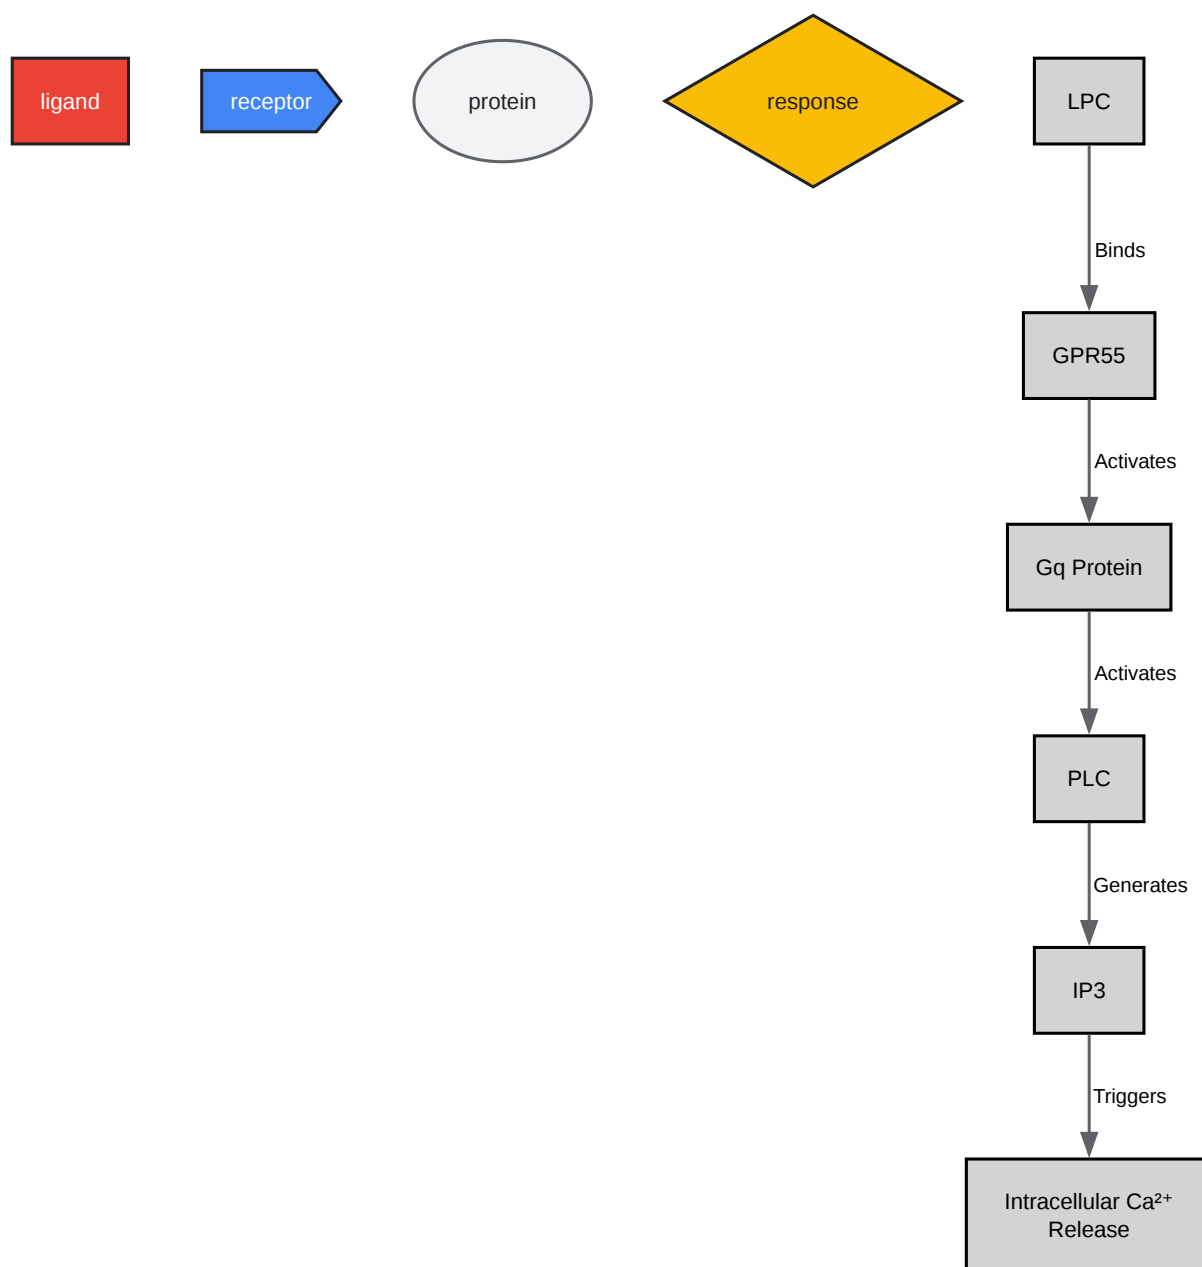 ligand
receptor
protein
response
LPC
Binds
GPR55
Activates
Gq Protein
Activates
PLC
Generates
IP3
Triggers
Intracellular Ca²⁺
Release